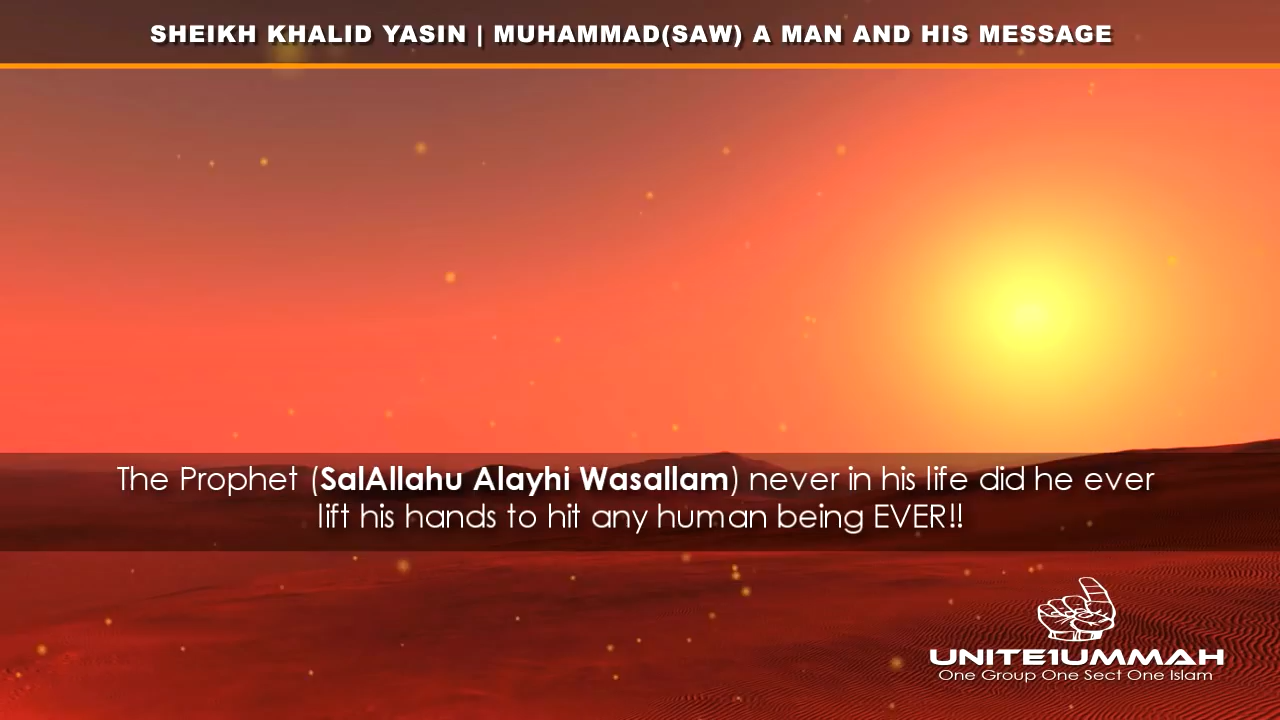 SHEIKH KHALID YASIN | MUHAMMAD(SAW) A MAN AND HIS MESSAGE
The Prophet (SalAllahu Alayhi Wasallam) never in his life did he ever
lift his hands to hit any human being EVER!!
UNITE1UMMAH
One Group One Sect One Islam